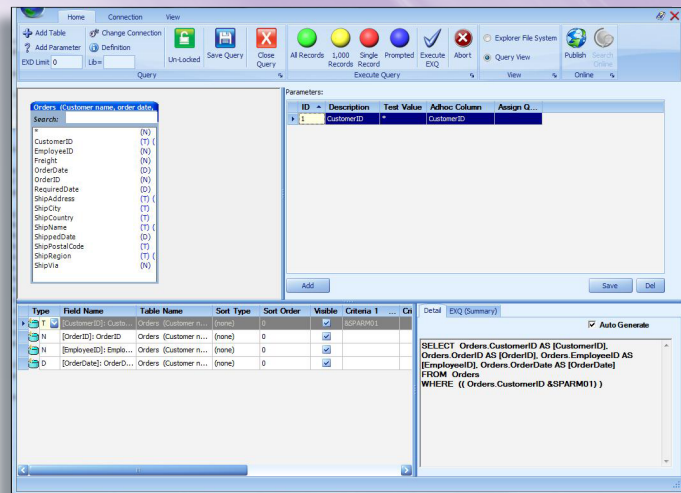 Home Connection View
Add Table Change Connection
Add Parameter Definition
EXD Limit 0 Lib=
Un-Locked
Save Query
Close Query
Query
All Records
1,000 Records
Single Record
Prompted
Execute EXQ
Abort
Execute Query
Explorer File System
Query View
View
Publish
Search Online
Online
Orders (Customer name, order date,
Search:
* (N)
CustomerID (T) (
EmployeeID (N)
Freight (N)
OrderDate (D)
OrderID (N)
RequiredDate (D)
ShipAddress (T) (
ShipCity (T)
ShipCountry (T)
ShipName (T) (
ShippedDate (D)
ShipPostalCode (T)
ShipRegion (T) (
ShipVia (N)
Parameters:
ID Description Test Value Adhoc Column Assign Q...
1 CustomerID * CustomerID
Add Save Del
Type Field Name Table Name Sort Type Sort Order Visible Criteria 1 ... Cri
T [CustomerID]: Custo... Orders (Customer n... (none) 0 &SPARM01
N [OrderID]: OrderID Orders (Customer n... (none) 0
N [EmployeeID]: Emplo... Orders (Customer n... (none) 0
D [OrderDate]: OrderD... Orders (Customer n... (none) 0
Detail EXQ (Summary)
Auto Generate
SELECT Orders.CustomerID AS [CustomerID],
Orders.OrderID AS [OrderID], Orders.EmployeeID AS
[EmployeeID], Orders.OrderDate AS [OrderDate]
FROM Orders
WHERE (( Orders.CustomerID &SPARM01) )